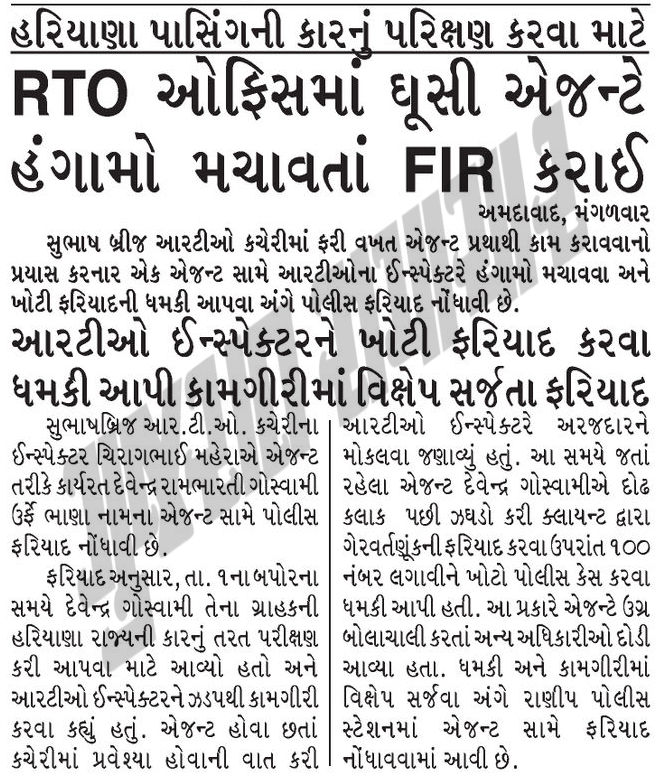 હરિયાણા પાસિંગની કારનું પરિક્ષણ કરવા માટે
RTO ઓફિસમાં ઘૂસી એજન્ટે
હંગામો મચાવતાં FIR કરાઈ
અમદાવાદ, મંગળવાર
સુભાષ બ્રીજ આરટીઓ કચેરીમાં ફરી વખત એજન્ટ પ્રથાથી કામ કરાવવાનો
પ્રયાસ કરનાર એક એજન્ટ સામે આરટીઓના ઈન્સ્પેક્ટરે હંગામો મચાવવા અને
ખોટી ફરિયાદની ધમકી આપવા અંગે પોલીસ ફરિયાદ નોંધાવી છે.
આરટીઓ ઈન્સ્પેક્ટરને ખોટી ફરિયાદ કરવા
ધમકી આપી કામગીરીમાં વિક્ષેપ સર્જતા ફરિયાદ
સુભાષબ્રિજ આર.ટી.ઓ. કચેરીના
ઈન્સ્પેક્ટર ચિરાગભાઈ મહેરાએ એજન્ટ
તરીકે કાર્યરત દેવેન્દ્ર રામભારતી ગોસ્વામી
ઉર્ફે ભાણા નામના એજન્ટ સામે પોલીસ
ફરિયાદ નોંધાવી છે.
ફરિયાદ અનુસાર, તા. ૧ના બપોરના
સમયે દેવેન્દ્ર ગોસ્વામી તેના ગ્રાહકની
હરિયાણા રાજ્યની કારનું તરત પરીક્ષણ
કરી આપવા માટે આવ્યો હતો અને
આરટીઓ ઈન્સ્પેક્ટરને ઝડપથી કામગીરી
કરવા કહ્યું હતું. એજન્ટ હોવા છતાં
કચેરીમાં પ્રવેશ્યા હોવાની વાત કરી
આરટીઓ ઈન્સ્પેક્ટરે અરજદારને
મોકલવા જણાવ્યું હતું. આ સમયે જતાં
રહેલા એજન્ટ દેવેન્દ્ર ગોસ્વામીએ દોઢ
કલાક પછી ઝઘડો કરી ક્લાયન્ટ દ્વારા
ગેરવર્તણૂંકની ફરિયાદ કરવા ઉપરાંત ૧૦૦
નંબર લગાવીને ખોટો પોલીસ કેસ કરવા
ધમકી આપી હતી. આ પ્રકારે એજન્ટે ઉગ્ર
બોલાચાલી કરતાં અન્ય અધિકારીઓ દોડી
આવ્યા હતા. ધમકી અને કામગીરીમાં
વિક્ષેપ સર્જવા અંગે રાણીપ પોલીસ
સ્ટેશનમાં એજન્ટ સામે ફરિયાદ
નોંધાવવામાં આવી છે.